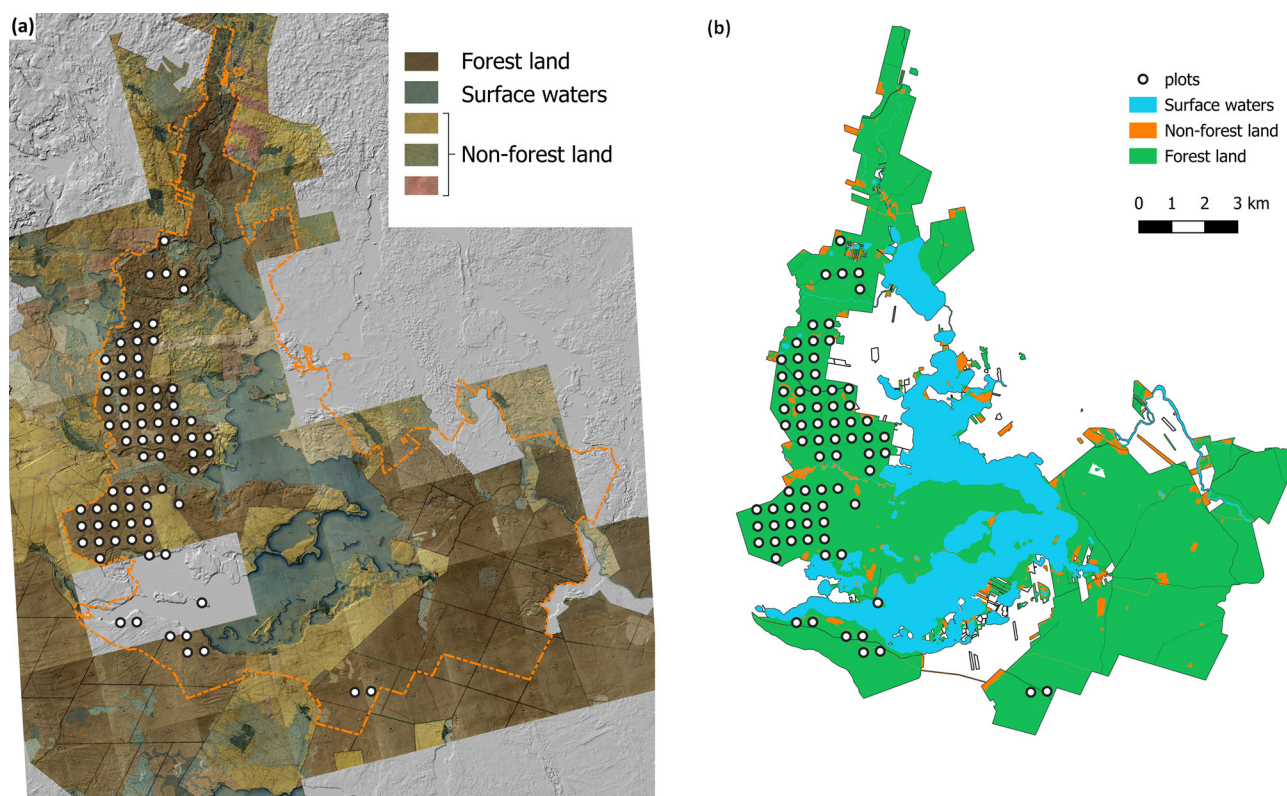 (a)
Forest land
Surface waters
Non-forest land
(b)
plots
Surface waters
Non-forest land
Forest land
0 1 2 3 km